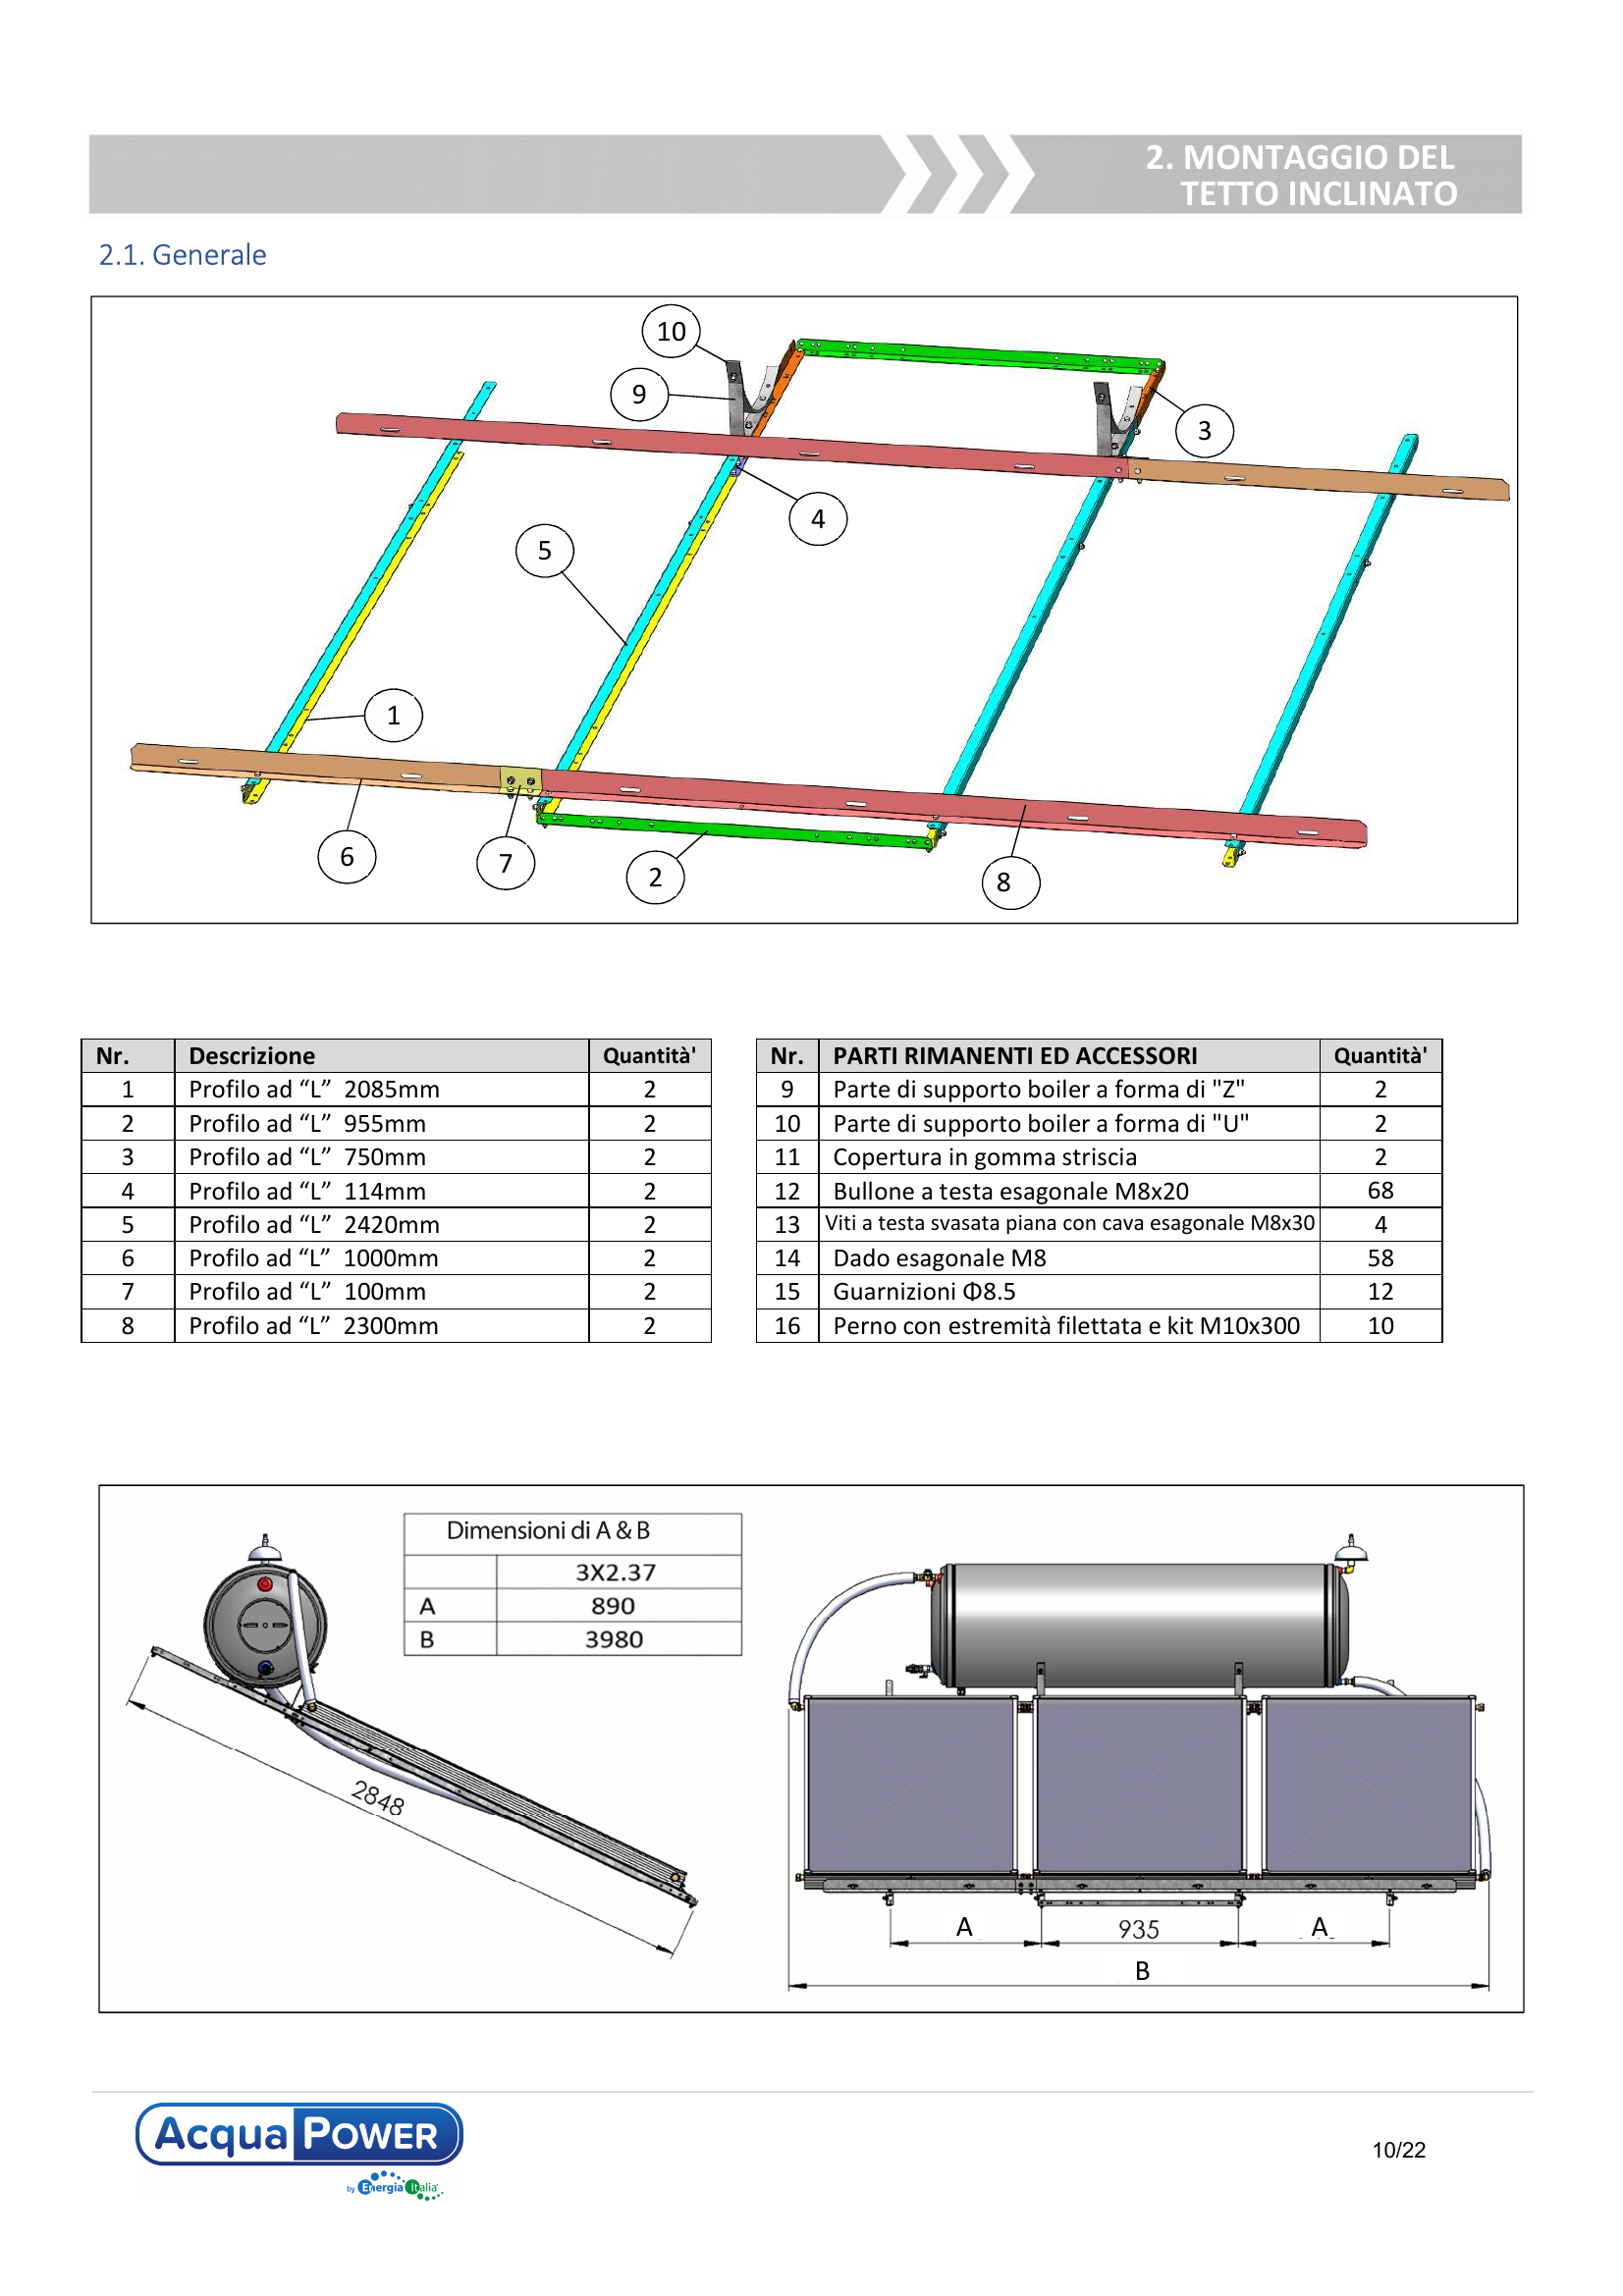 2. MONTAGGIO DEL
TETTO INCLINATO
2.1. Generale
10
9
3
4
5
1
6
7
2
8
Nr. Descrizione Quantità'
1 Profilo ad “L” 2085mm 2
2 Profilo ad “L” 955mm 2
3 Profilo ad “L” 750mm 2
4 Profilo ad “L” 114mm 2
5 Profilo ad “L” 2420mm 2
6 Profilo ad “L” 1000mm 2
7 Profilo ad “L” 100mm 2
8 Profilo ad “L” 2300mm 2
Nr. PARTI RIMANENTI ED ACCESSORI Quantità'
9 Parte di supporto boiler a forma di "Z" 2
10 Parte di supporto boiler a forma di "U" 2
11 Copertura in gomma striscia 2
12 Bullone a testa esagonale M8x20 68
13 Viti a testa svasata piana con cava esagonale M8x30 4
14 Dado esagonale M8 58
15 Guarnizioni Φ8.5 12
16 Perno con estremità filettata e kit M10x300 10
Dimensioni di A & B
3X2.37
A 890
B 3980
2848
A 935 A
B
Acqua POWER
by Energia Italia
10/22